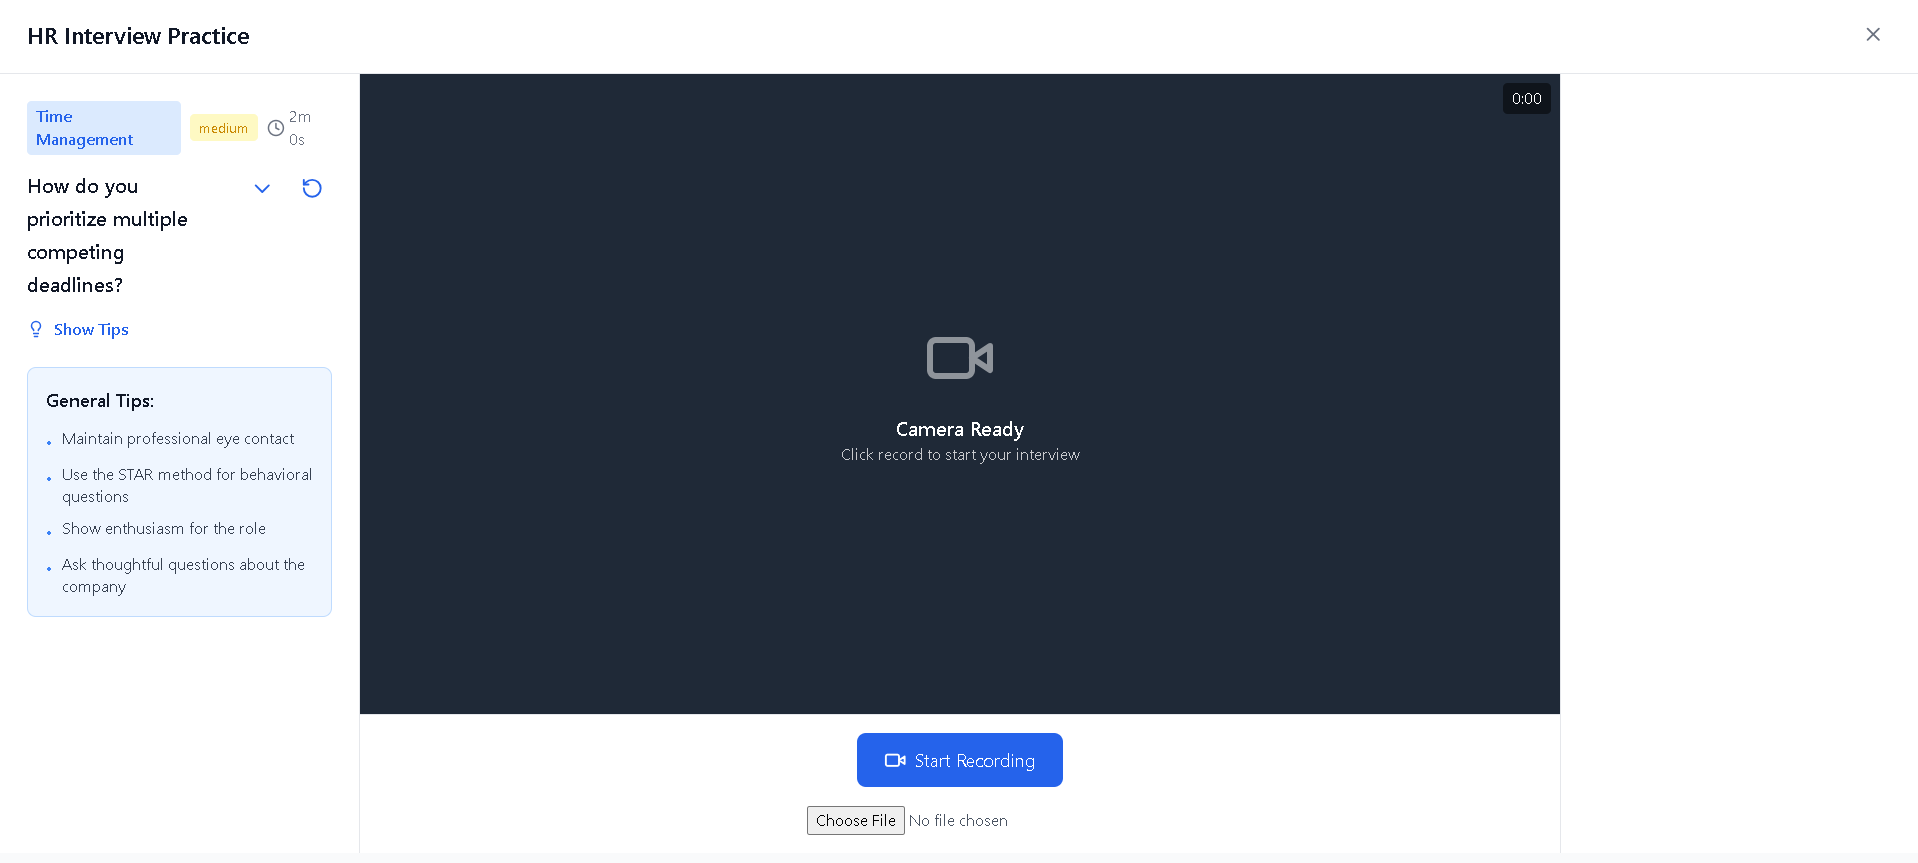 HR Interview Practice
Time
Management
medium
2m
0s
How do you
prioritize multiple
competing
deadlines?
Show Tips
General Tips:
• Maintain professional eye contact
• Use the STAR method for behavioral
questions
• Show enthusiasm for the role
• Ask thoughtful questions about the
company
0:00
Camera Ready
Click record to start your interview
Start Recording
Choose File No file chosen